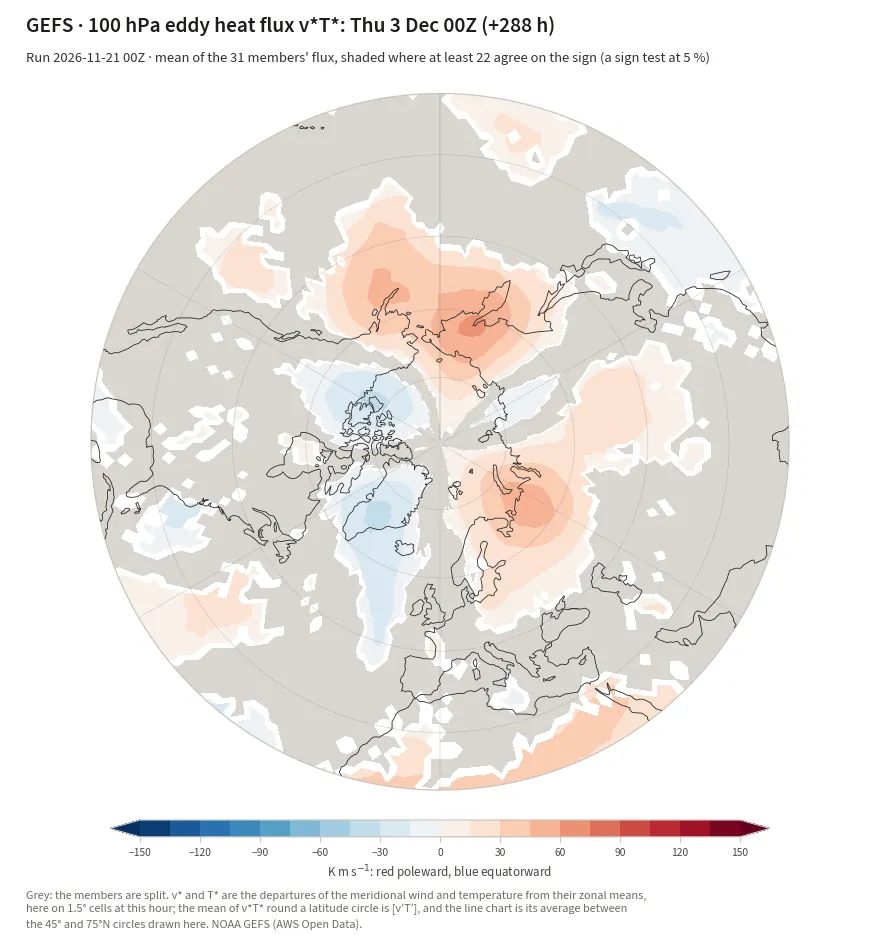 GEFS · 100 hPa eddy heat flux v*T*: Thu 3 Dec 00Z (+288 h)
Run 2026-11-21 00Z · mean of the 31 members' flux, shaded where at least 22 agree on the sign (a sign test at 5 %)
−150 −120 −90 −60 −30 0 30 60 90 120 150
K m s⁻¹: red poleward, blue equatorward
Grey: the members are split. v* and T* are the departures of the meridional wind and temperature from their zonal means,
here on 1.5° cells at this hour; the mean of v*T* round a latitude circle is [v'T'], and the line chart is its average between
the 45° and 75°N circles drawn here. NOAA GEFS (AWS Open Data).